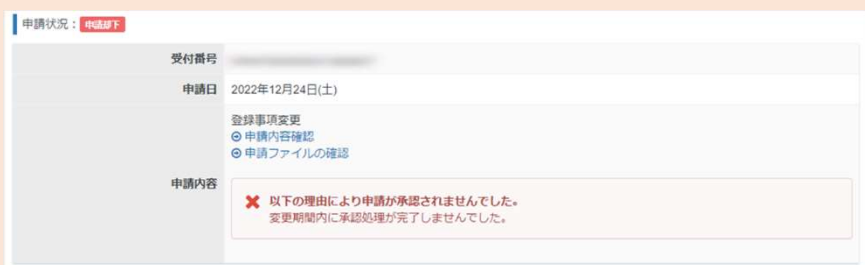 申請状況： 申請却下
受付番号
申請日 2022年12月24日(土)
登録事項変更
申請内容確認
申請ファイルの確認
申請内容
以下の理由により申請が承認されませんでした。
変更期間内に承認処理が完了しませんでした。